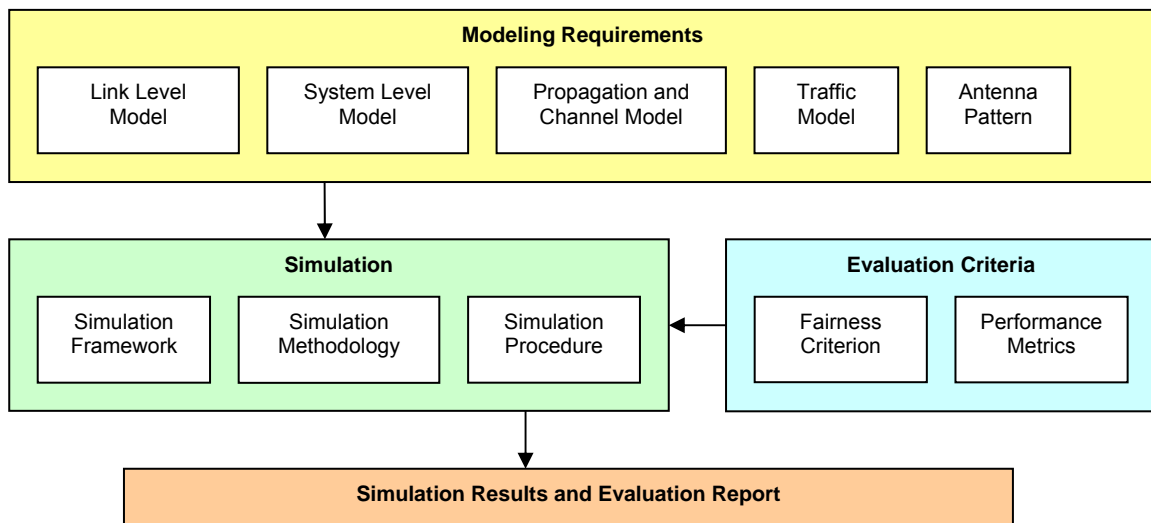 Modeling Requirements
Link Level
Model
System Level
Model
Propagation and
Channel Model
Traffic
Model
Antenna
Pattern
Simulation
Simulation
Framework
Simulation
Methodology
Simulation
Procedure
Evaluation Criteria
Fairness
Criterion
Performance
Metrics
Simulation Results and Evaluation Report